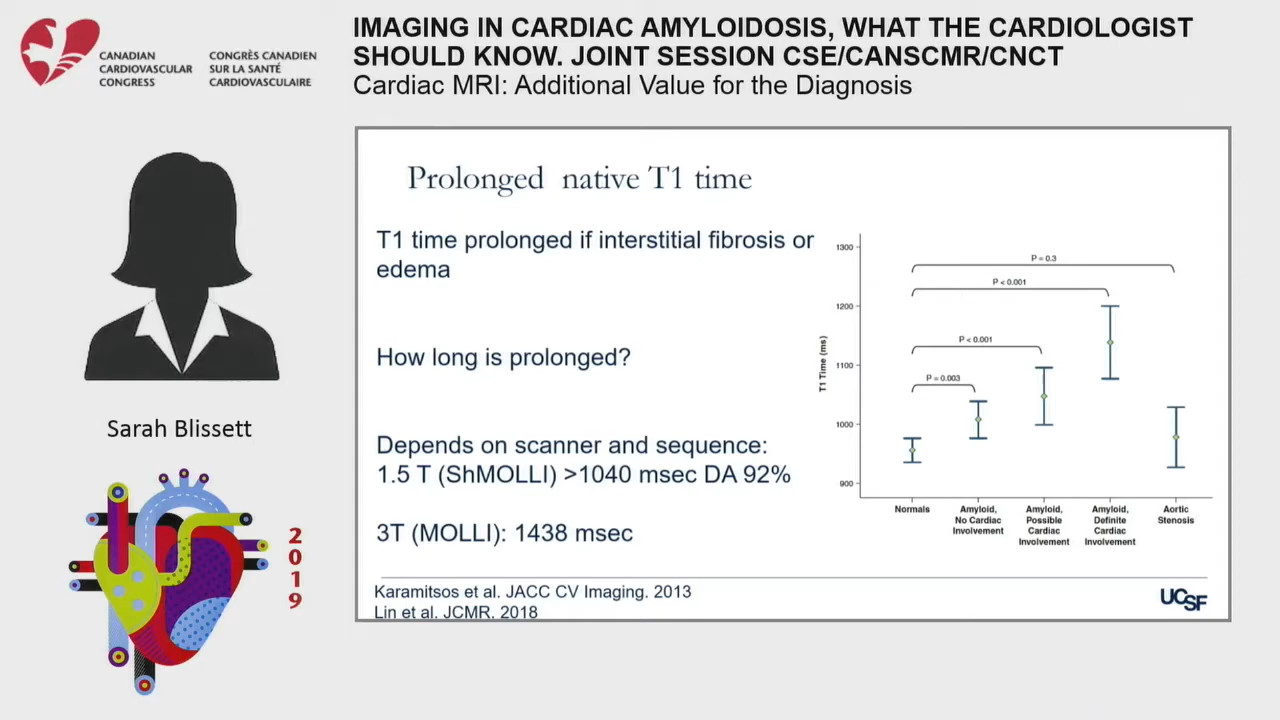 IMAGING IN CARDIAC AMYLOIDOSIS, WHAT THE CARDIOLOGIST
SHOULD KNOW. JOINT SESSION CSE/CANSCMR/CNCT
Cardiac MRI: Additional Value for the Diagnosis
CANADIAN
CARDIOVASCULAR
CONGRESS
CONGRÈS CANADIEN
SUR LA SANTÉ
CARDIOVASCULAIRE
Sarah Blissett
2019
Prolonged native T1 time
T1 time prolonged if interstitial fibrosis or
edema
How long is prolonged?
Depends on scanner and sequence:
1.5 T (ShMOLLI) >1040 msec DA 92%
3T (MOLLI): 1438 msec
T1 Time (ms)
1300
1200
1100
1000
900
P = 0.3
P < 0.001
P < 0.001
P = 0.003
Normals
Amyloid,
No Cardiac
Involvement
Amyloid,
Possible
Cardiac
Involvement
Amyloid,
Definite
Cardiac
Involvement
Aortic
Stenosis
Karamitsos et al. JACC CV Imaging. 2013
Lin et al. JCMR. 2018
UCSF